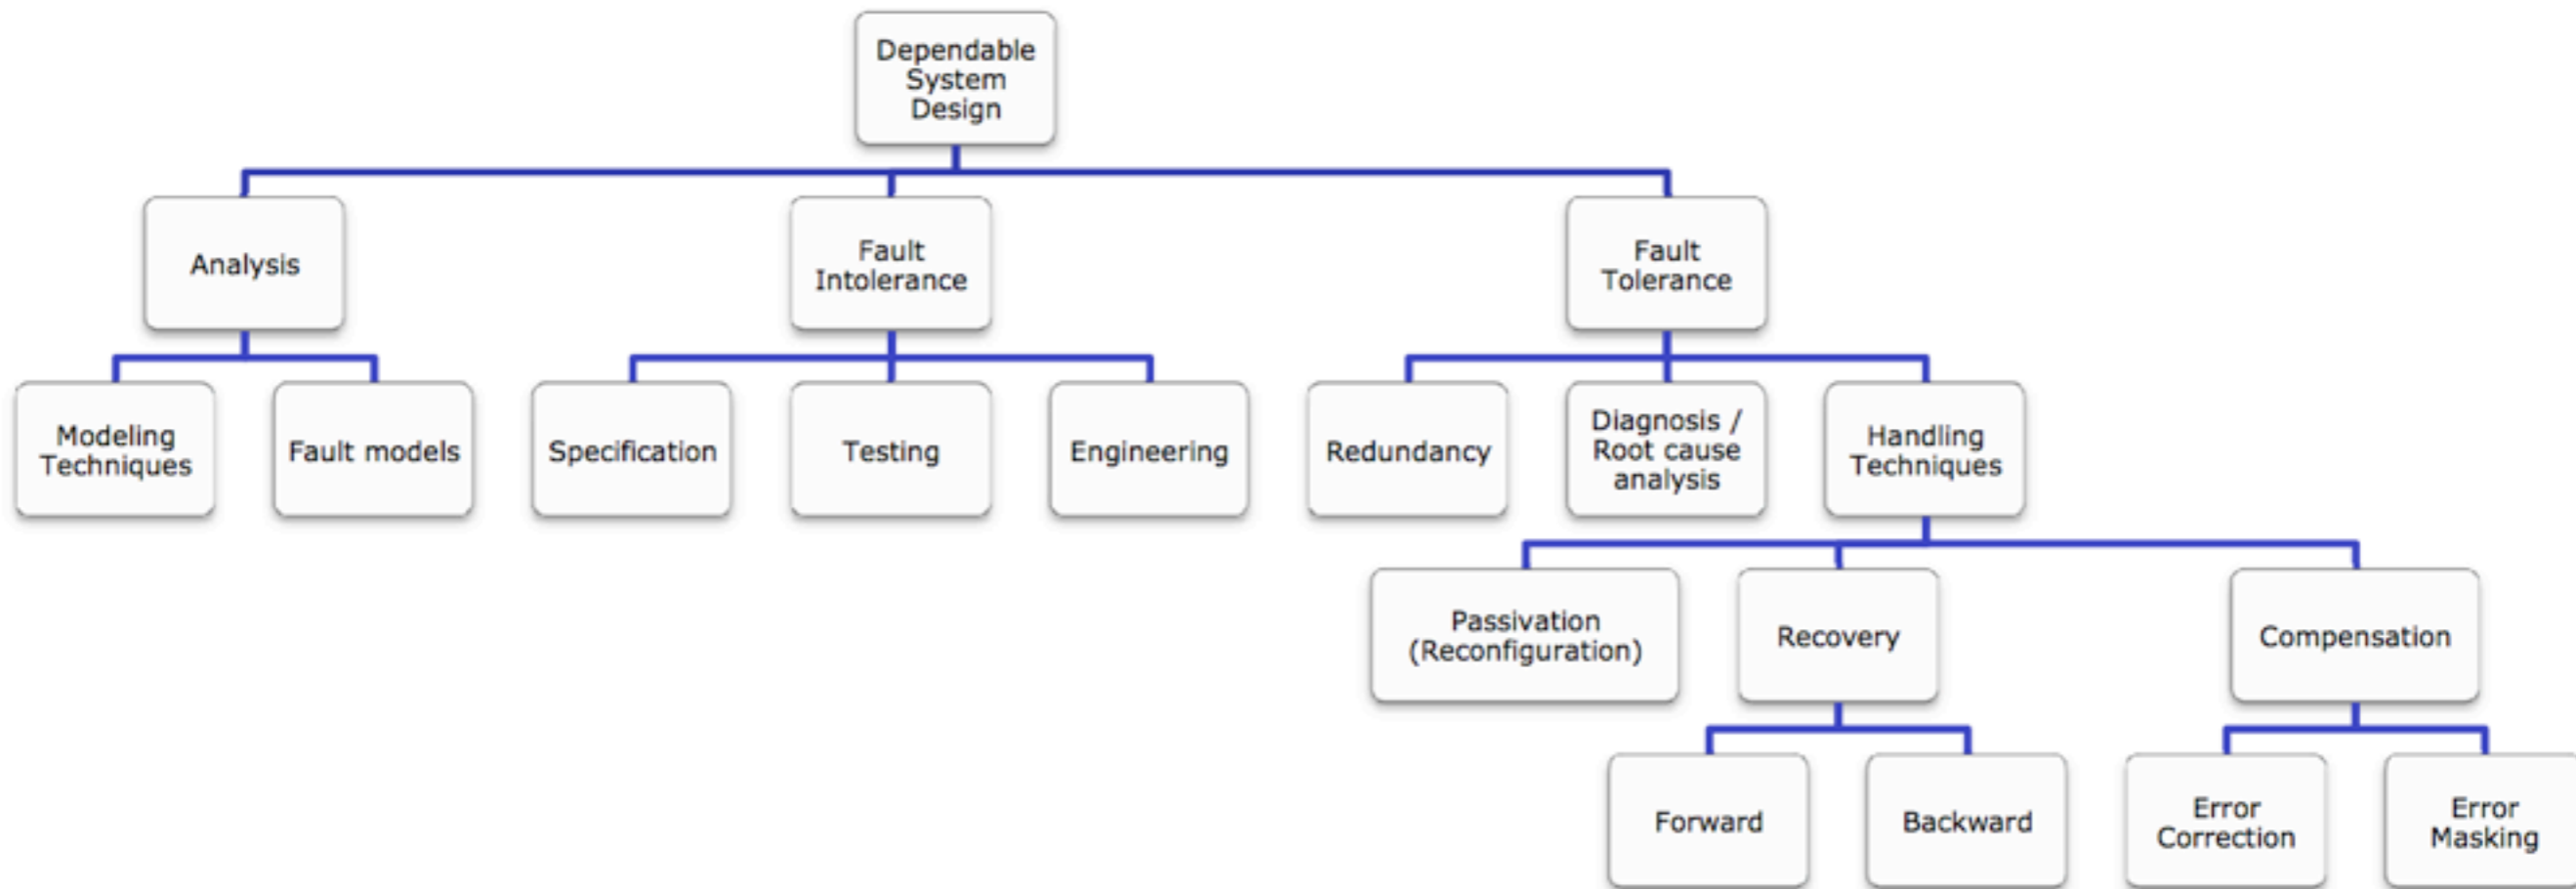 Dependable
System
Design
Analysis
Fault
Intolerance
Fault
Tolerance
Modeling
Techniques
Fault models
Specification
Testing
Engineering
Redundancy
Diagnosis /
Root cause
analysis
Handling
Techniques
Passivation
(Reconfiguration)
Recovery
Compensation
Forward
Backward
Error
Correction
Error
Masking